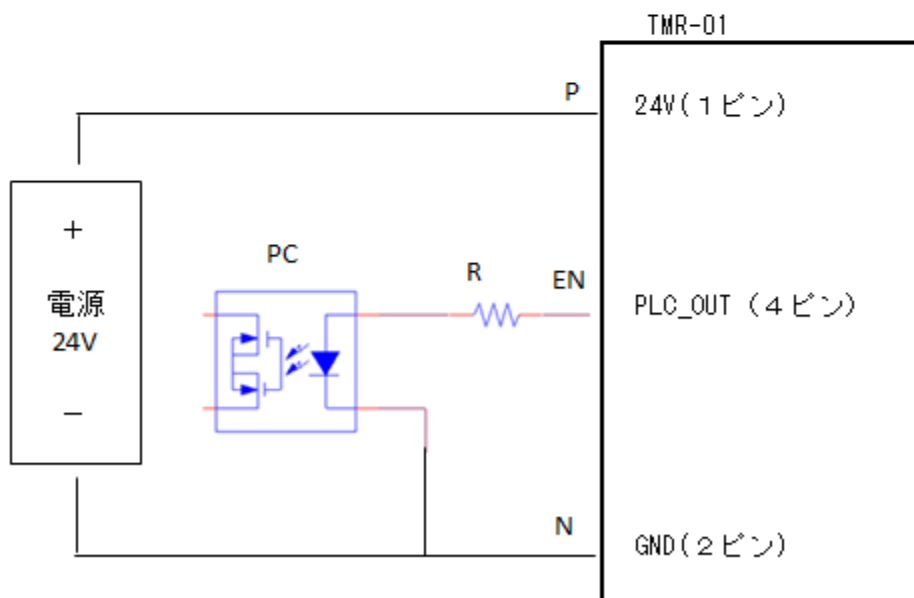 TMR-01
P
24V(1ピン)
+
電源
24V
−
PC
R
EN
PLC_OUT (4ピン)
N
GND(2ピン)